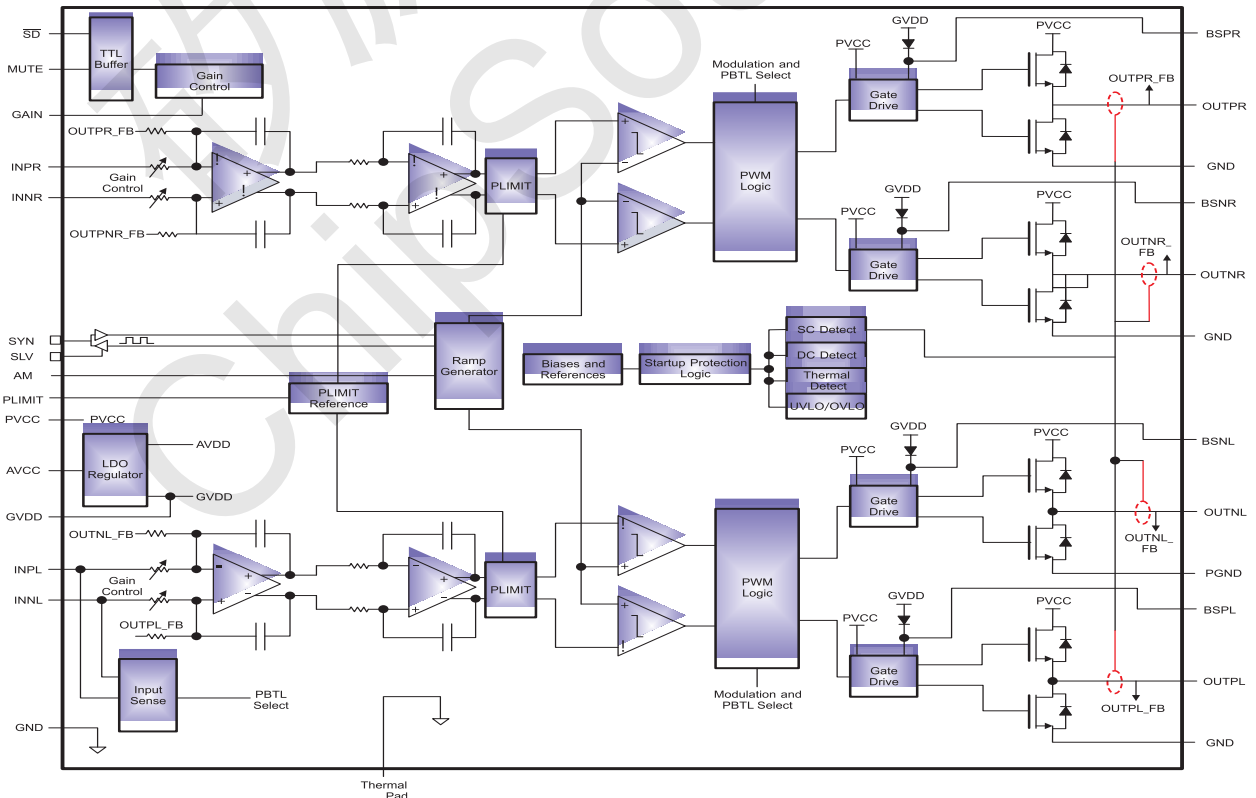 SD
TTL
Buffer
MUTE
Gain
Control
GAIN
OUTPR_FB
INPR
Gain
Control
INNR
OUTPNR_FB
PLIMIT
Modulation and
PBTL Select
PWM
Logic
PVCC
GVDD
Gate
Drive
PVCC
BSPR
OUTPR_FB
OUTPR
GND
GVDD
PVCC
Gate
Drive
PVCC
BSNR
OUTNR_
FB
OUTNR
GND
SYN
SLV
AM
PLIMIT
Ramp
Generator
PLIMIT
Reference
Biases and
References
Startup Protection
Logic
SC Detect
DC Detect
Thermal
Detect
UVLO/OVLO
PVCC
PVCC
AVDD
LDO
Regulator
AVCC
GVDD
GVDD
OUTNL_FB
INPL
Gain
Control
INNL
OUTPL_FB
PLIMIT
PWM
Logic
Modulation and
PBTL Select
GVDD
PVCC
Gate
Drive
PVCC
BSNL
OUTNL
OUTNL_
FB
PGND
GVDD
PVCC
Gate
Drive
PVCC
BSPL
OUTPL
OUTPL_FB
GND
Input
Sense
PBTL
Select
GND
Thermal
Pad